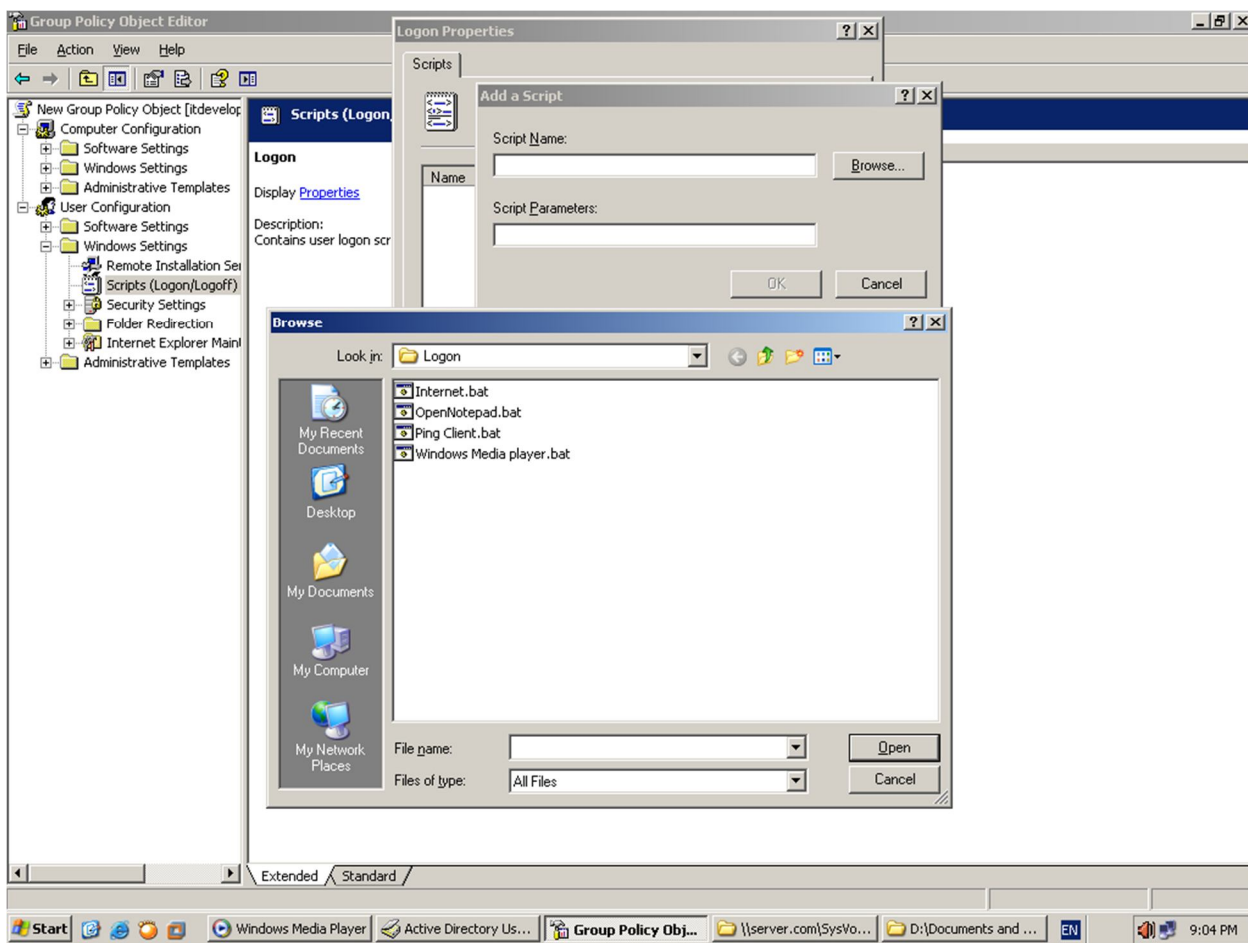 Group Policy Object Editor
File Action View Help
New Group Policy Object [itdevelop
Computer Configuration
Software Settings
Windows Settings
Administrative Templates
User Configuration
Software Settings
Windows Settings
Remote Installation Ser
Scripts (Logon/Logoff)
Security Settings
Folder Redirection
Internet Explorer Main
Administrative Templates
Scripts (Logon
Logon
Display Properties
Description:
Contains user logon scr
Logon Properties
Scripts
Name
Add a Script
Script Name:
Browse...
Script Parameters:
OK Cancel
Browse
Look in: Logon
My Recent Documents
Desktop
My Documents
My Computer
My Network Places
Internet.bat
OpenNotepad.bat
Ping Client.bat
Windows Media player.bat
File name: Open
Files of type: All Files Cancel
Extended Standard
Start Windows Media Player Active Directory Us... Group Policy Obj... \\server.com\SysVo... D:\Documents and ... EN 9:04 PM